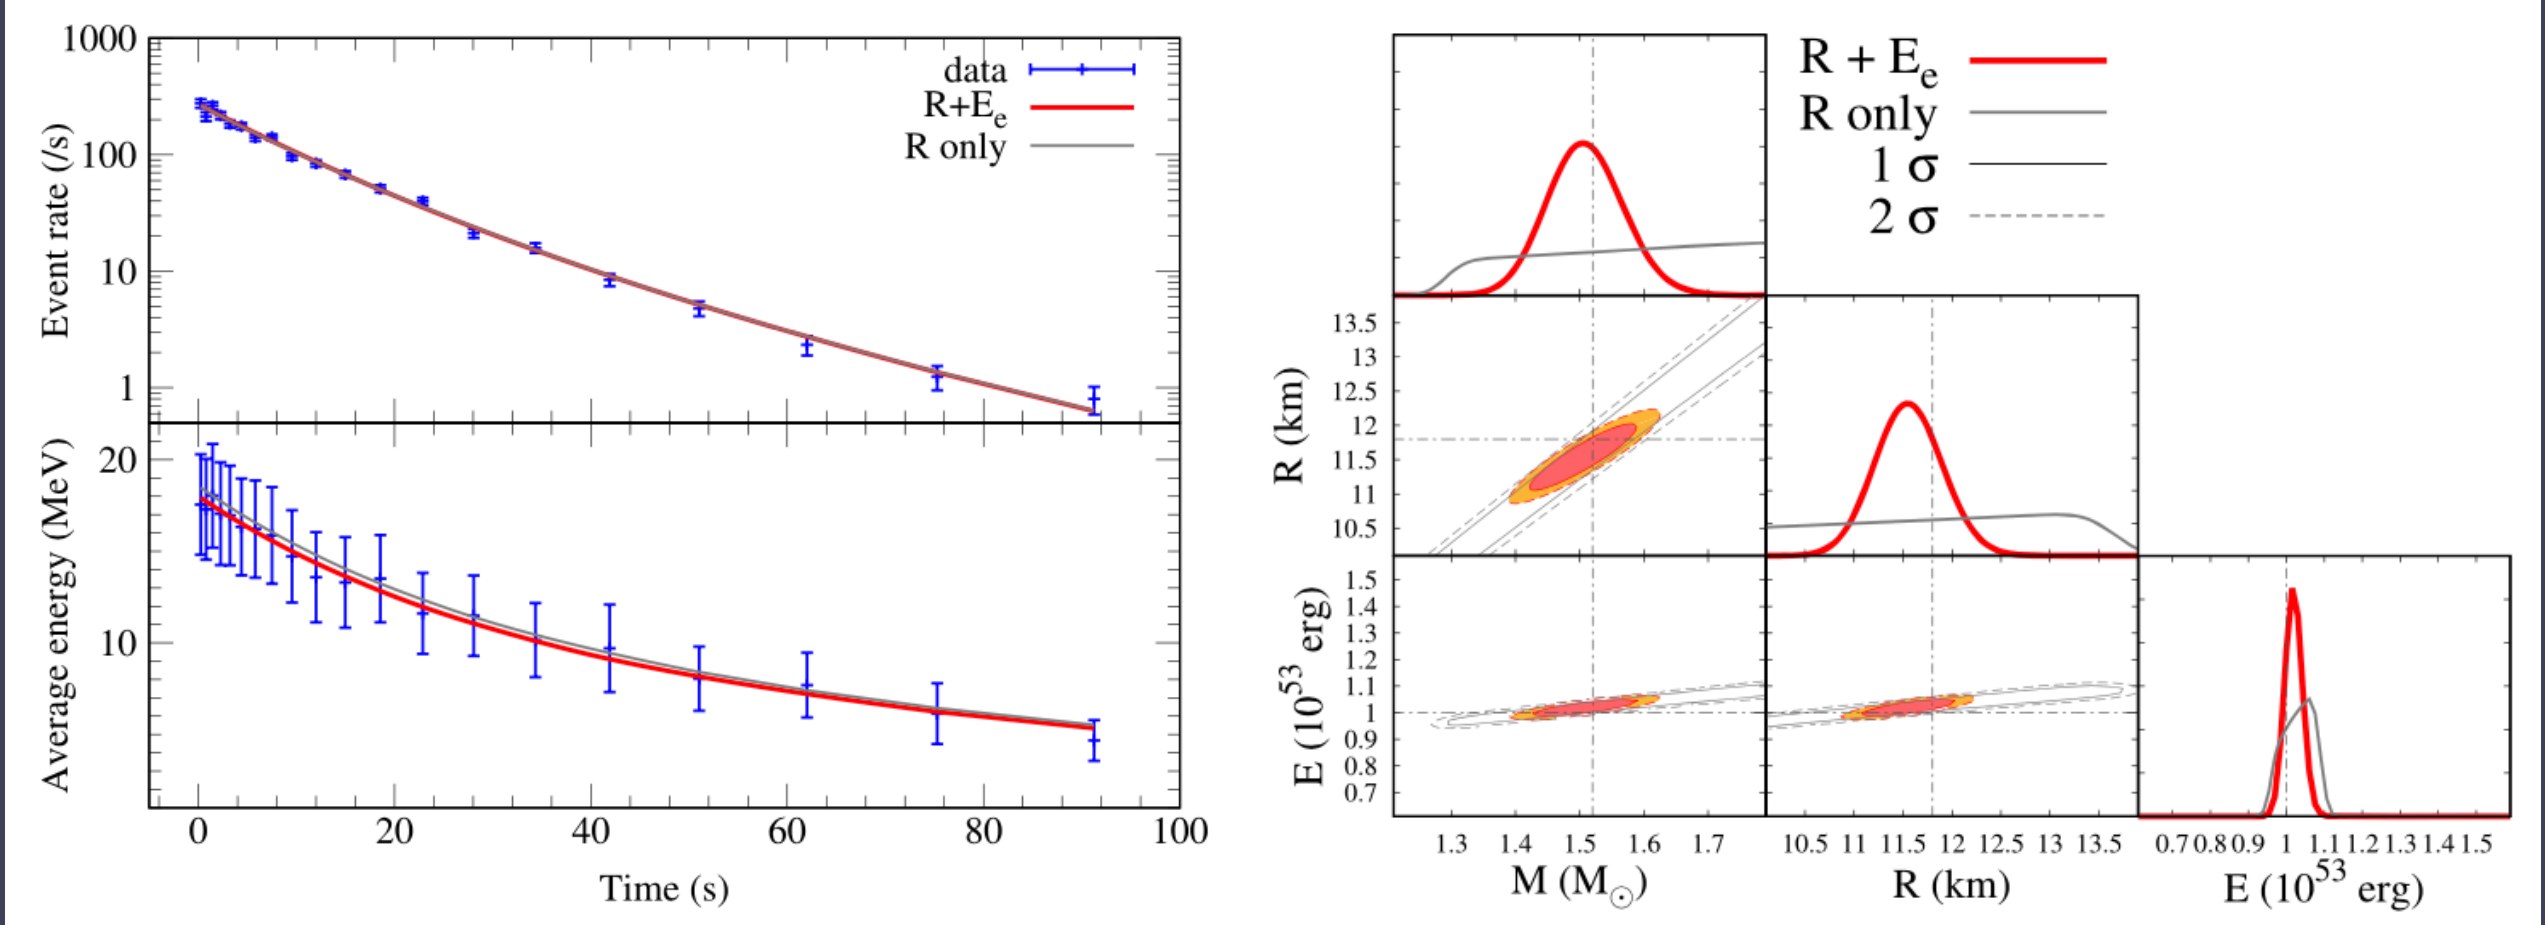 1000
100
10
1
Event rate (/s)
data
R+Ee
R only
20
10
Average energy (MeV)
0 20 40 60 80 100
Time (s)
R + Ee
R only
1 σ
2 σ
13.5
13
12.5
12
11.5
11
10.5
R (km)
1.5
1.4
1.3
1.2
1.1
1
0.9
0.8
0.7
E (10^53 erg)
1.3 1.4 1.5 1.6 1.7
M (M☉)
10.5 11 11.5 12 12.5 13 13.5
R (km)
0.7 0.8 0.9 1 1.1 1.2 1.3 1.4 1.5
E (10^53 erg)